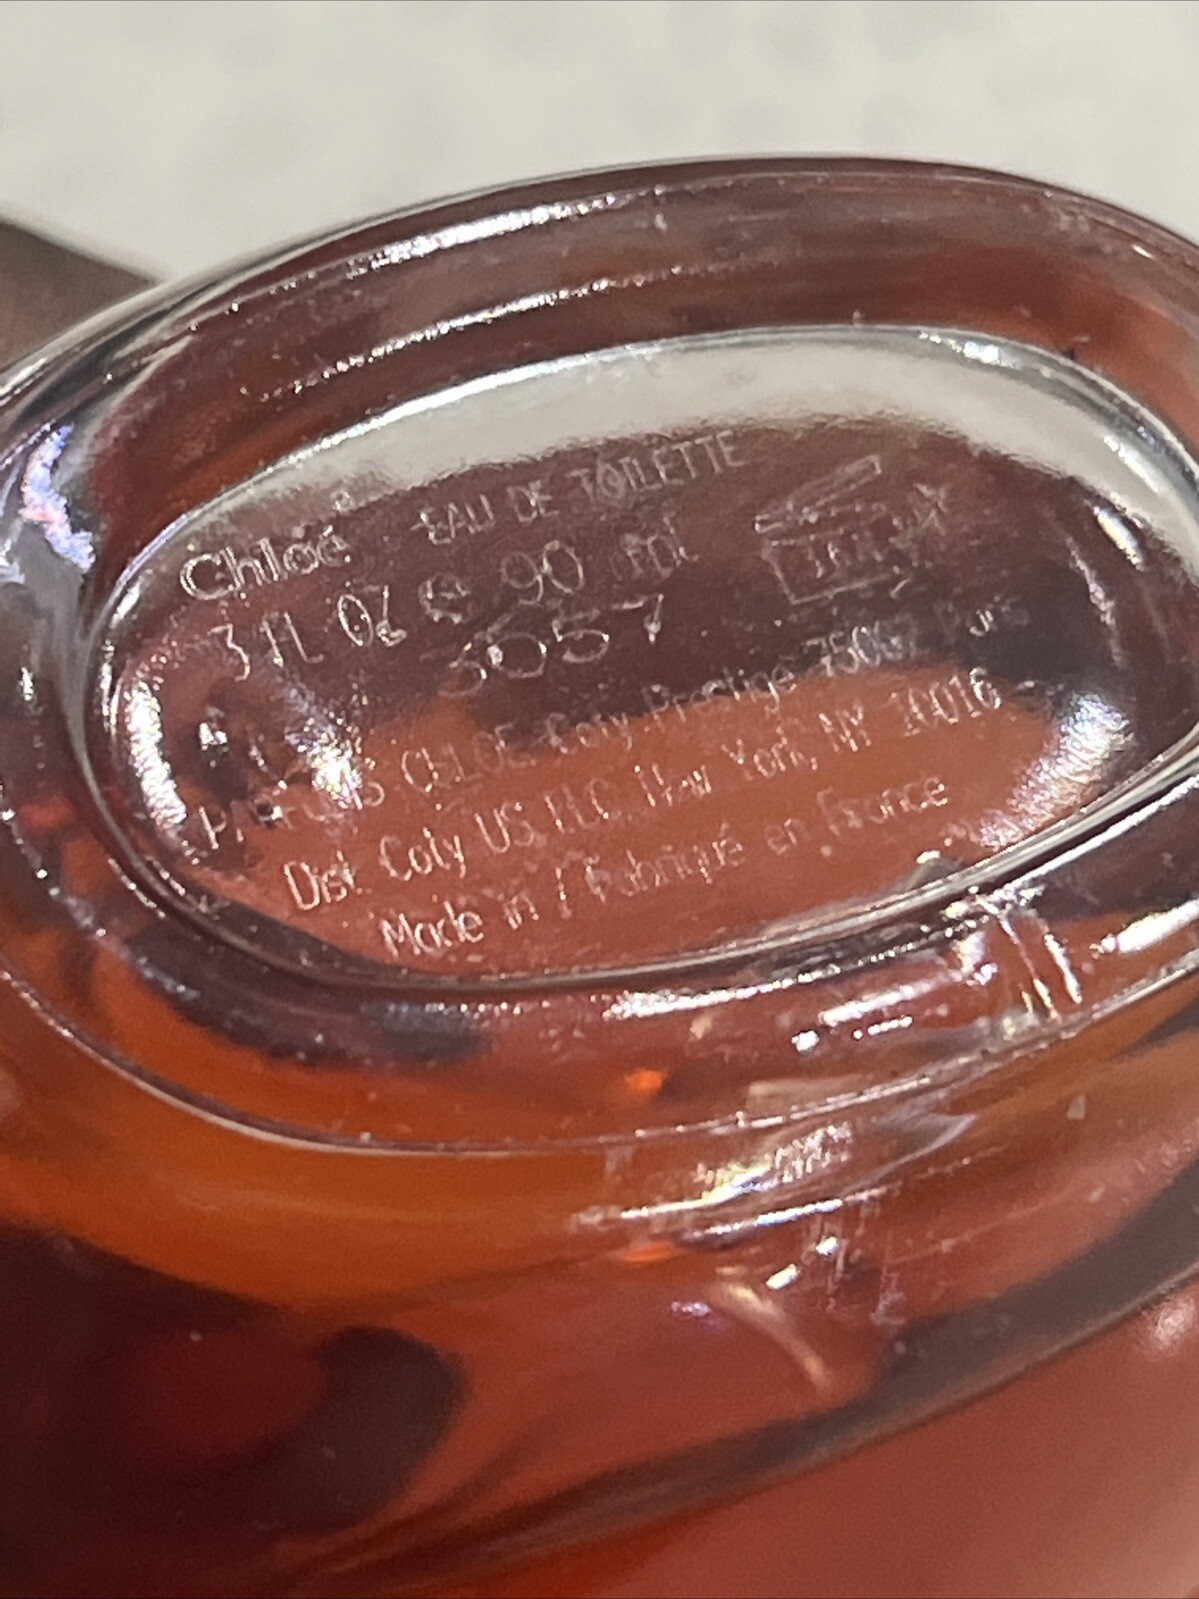 Chloé EAU DE TOILETTE
3 FL OZ e 90 ml
3657
PARFUMS CHLOE Coty Prestige 75002 Paris
Dist. Coty US LLC, New York, NY 10016
Made in / Fabriqué en France